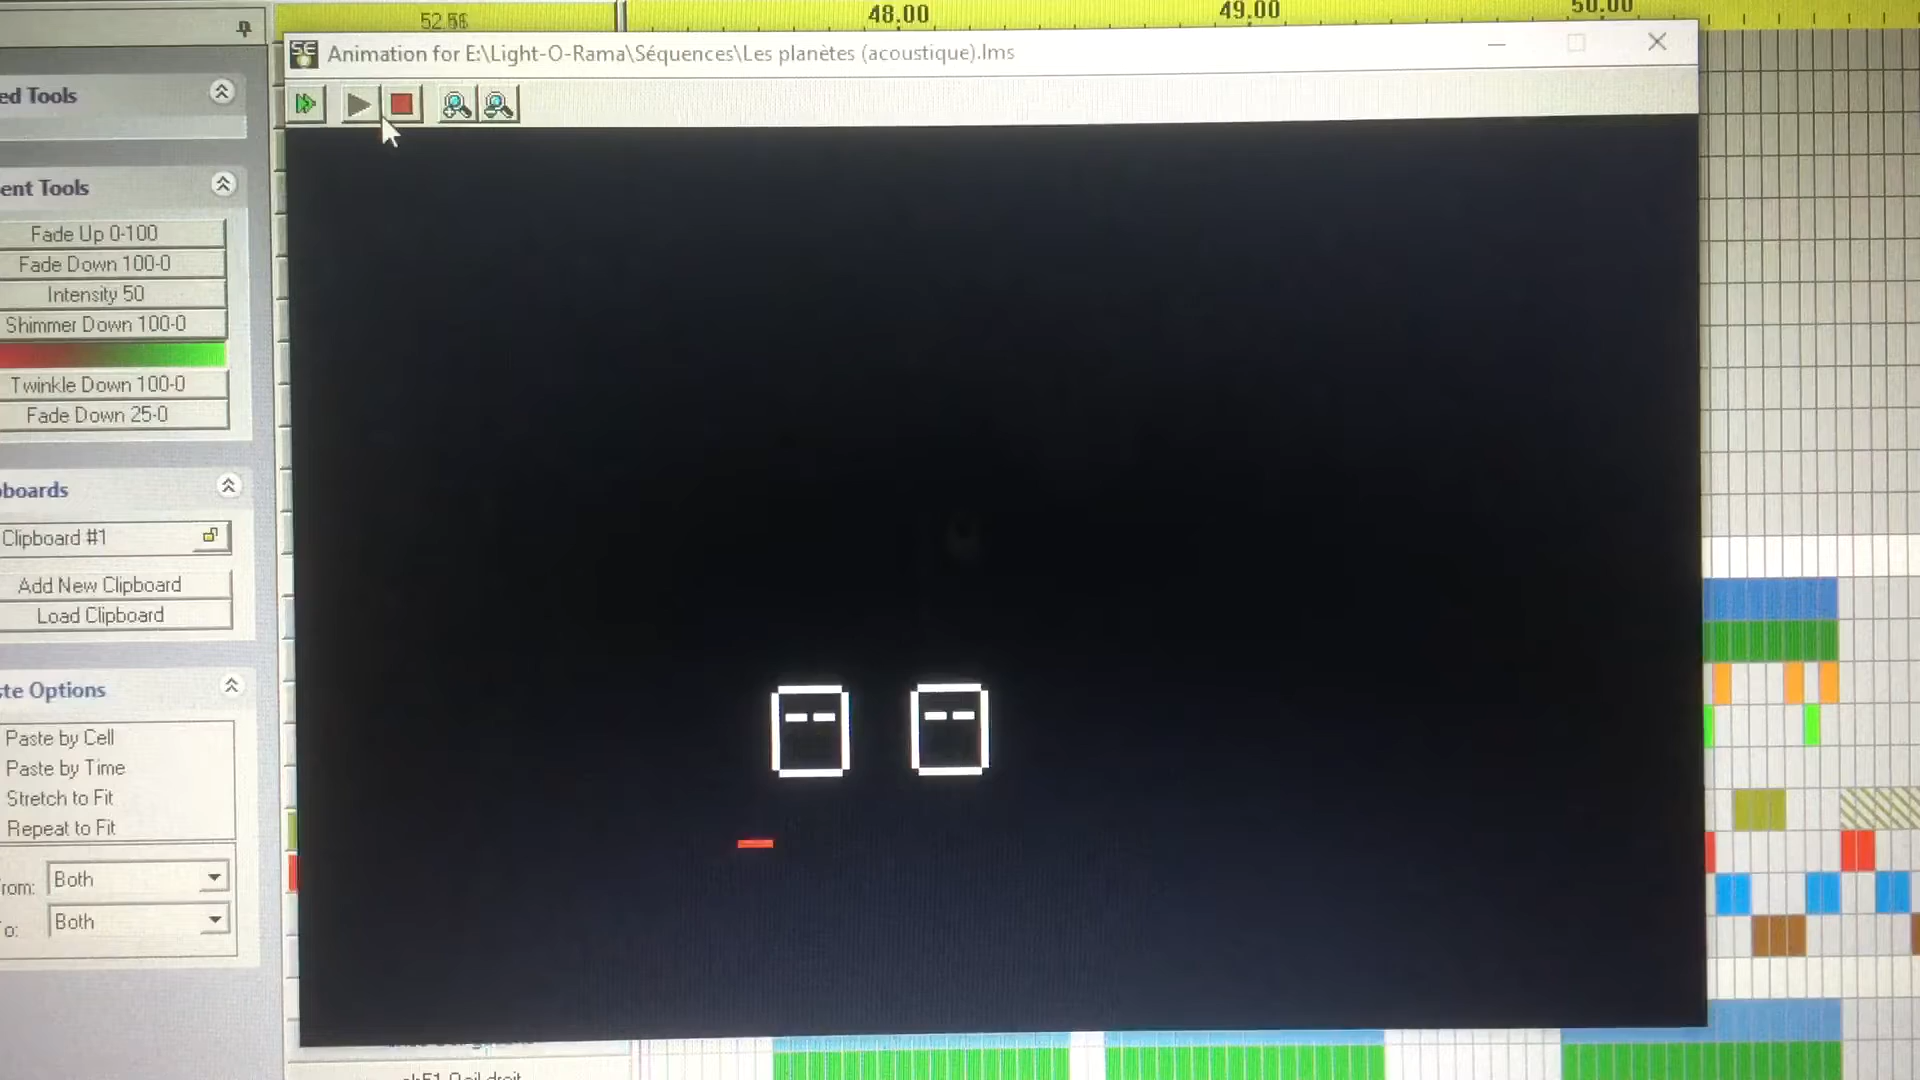 48.00
49.00
50.00
SE
Animation for E:\Light-O-Rama\Séquences\Les planètes (acoustique).lms
ed Tools
ent Tools
Fade Up 0-100
Fade Down 100-0
Intensity 50
Shimmer Down 100-0
Twinkle Down 100-0
Fade Down 25-0
boards
Clipboard #1
Add New Clipboard
Load Clipboard
ste Options
Paste by Cell
Paste by Time
Stretch to Fit
Repeat to Fit
rom: Both
o: Both